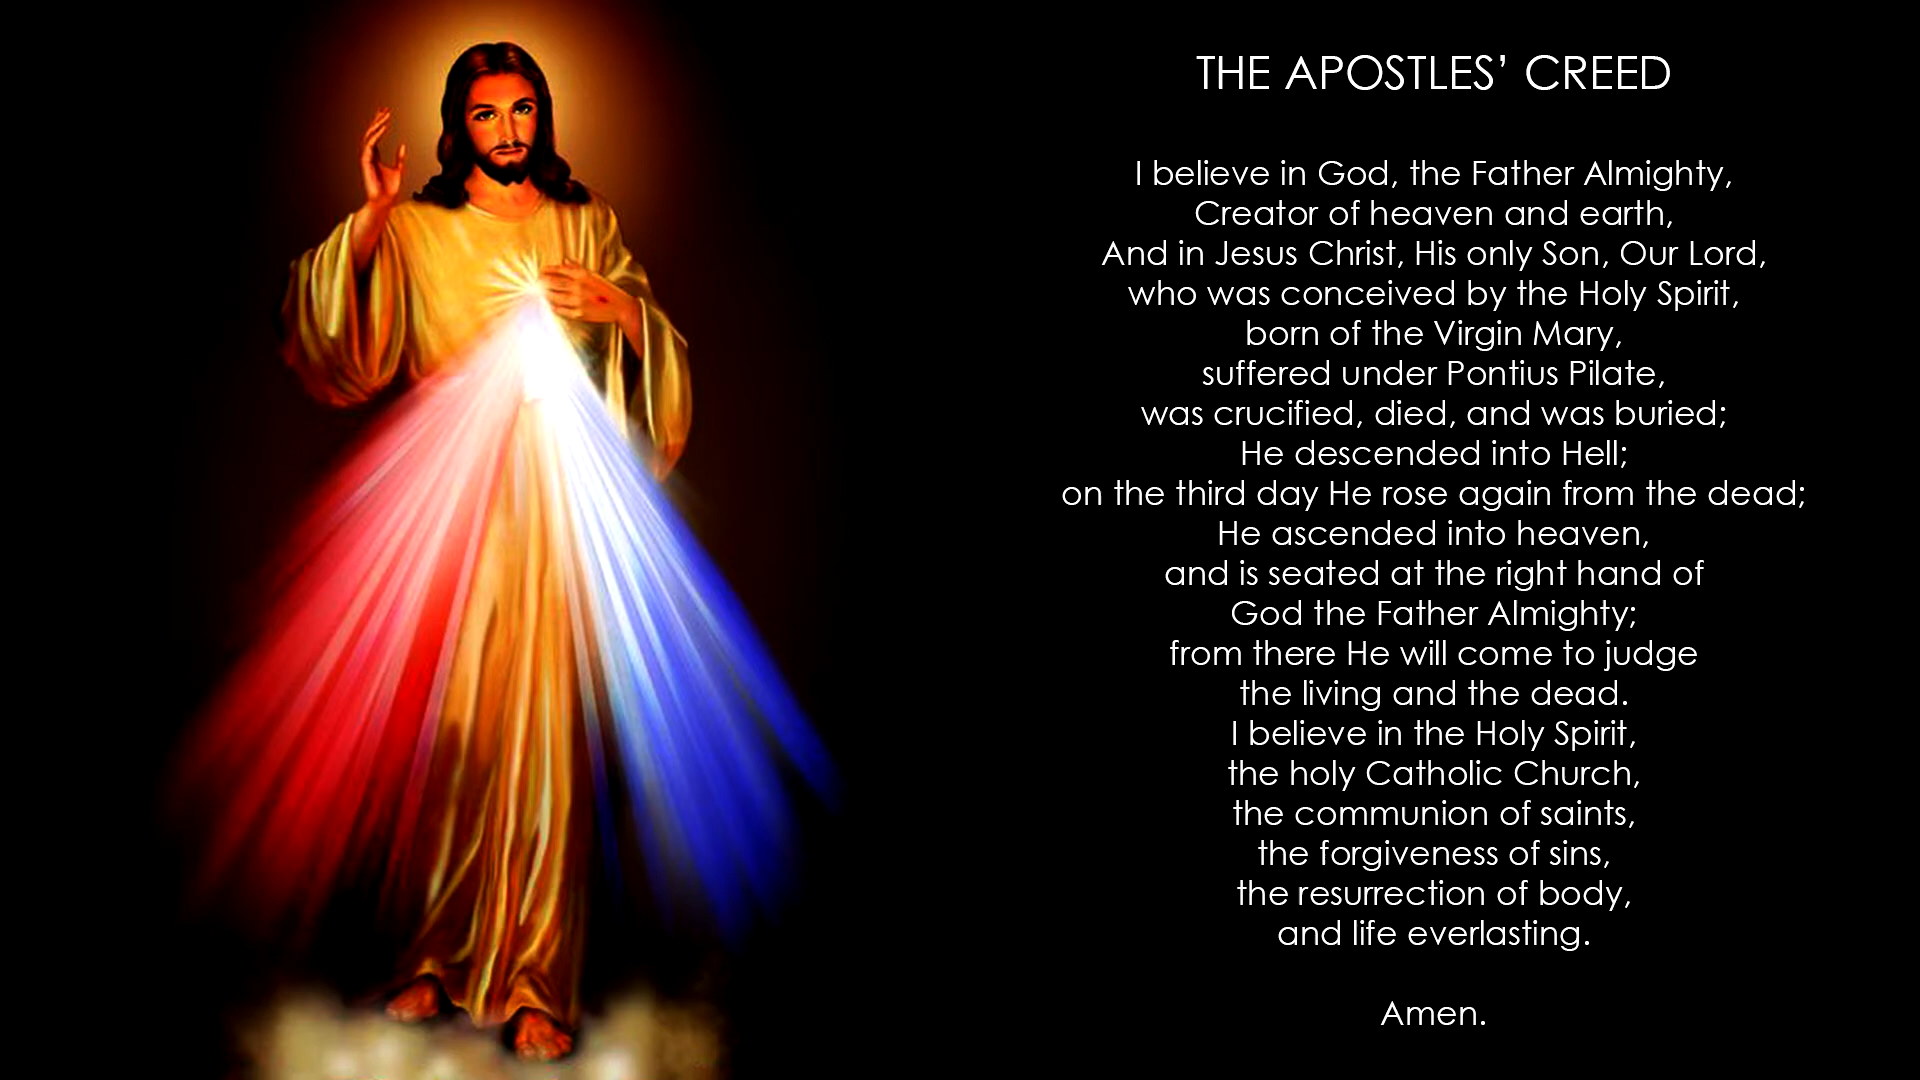 THE APOSTLES’ CREED
I believe in God, the Father Almighty,
Creator of heaven and earth,
And in Jesus Christ, His only Son, Our Lord,
who was conceived by the Holy Spirit,
born of the Virgin Mary,
suffered under Pontius Pilate,
was crucified, died, and was buried;
He descended into Hell;
on the third day He rose again from the dead;
He ascended into heaven,
and is seated at the right hand of
God the Father Almighty;
from there He will come to judge
the living and the dead.
I believe in the Holy Spirit,
the holy Catholic Church,
the communion of saints,
the forgiveness of sins,
the resurrection of body,
and life everlasting.
Amen.